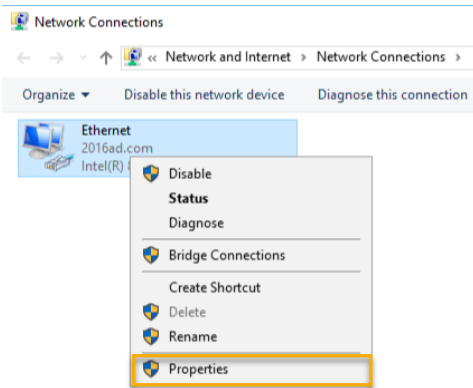 Network Connections
« Network and Internet > Network Connections >
Organize Disable this network device Diagnose this connection
Ethernet
2016ad.com
Intel(R)
Disable
Status
Diagnose
Bridge Connections
Create Shortcut
Delete
Rename
Properties